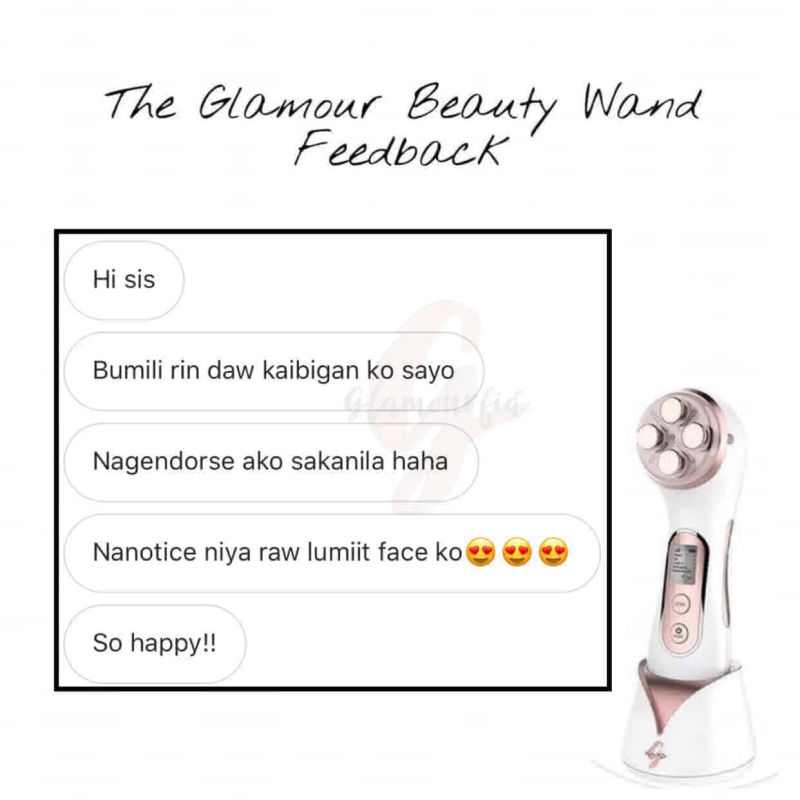 The Glamour Beauty Wand
Feedback
Hi sis
Bumili rin daw kaibigan ko sayo
Glamourfia
Nagendorse ako sakanila haha
Nanotice niya raw lumiit face ko😍😍😍
So happy!!